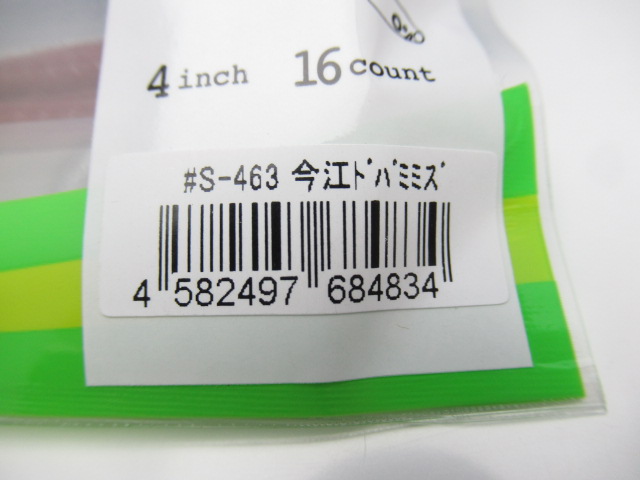 4 inch 16 count
#S-463 今江ﾄﾞﾊﾞﾐﾐｽﾞ
4 582497 684834